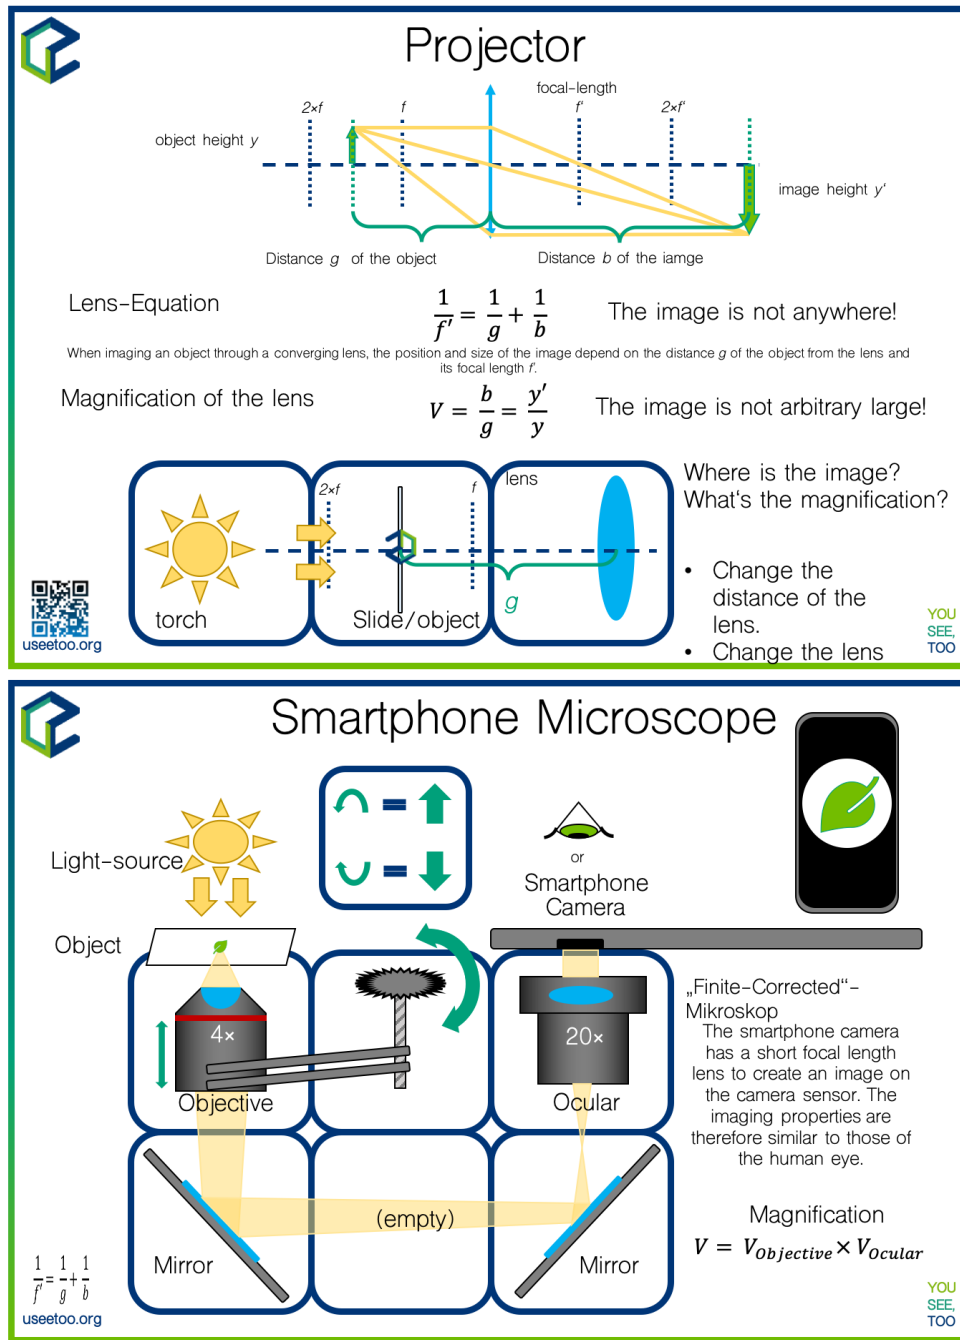 Projector
focal-length
2×f
f
f'
2×f'
object height y
image height y'
Distance g of the object
Distance b of the iamge
Lens-Equation
1/f' = 1/g + 1/b
The image is not anywhere!
When imaging an object through a converging lens, the position and size of the image depend on the distance g of the object from the lens and
its focal length f'.
Magnification of the lens
V = b/g = y'/y
The image is not arbitrary large!
2×f
f
lens
Where is the image?
What's the magnification?
g
• Change the
distance of the
lens.
• Change the lens
torch
Slide/object
useetoo.org
YOU
SEE,
TOO
Smartphone Microscope
Light-source
or
Smartphone
Camera
Object
4×
20×
Objective
Ocular
„Finite-Corrected“-
Mikroskop
The smartphone camera
has a short focal length
lens to create an image on
the camera sensor. The
imaging properties are
therefore similar to those of
the human eye.
(empty)
Mirror
Mirror
Magnification
V = V_Objective × V_Ocular
1/f' = 1/g + 1/b
useetoo.org
YOU
SEE,
TOO